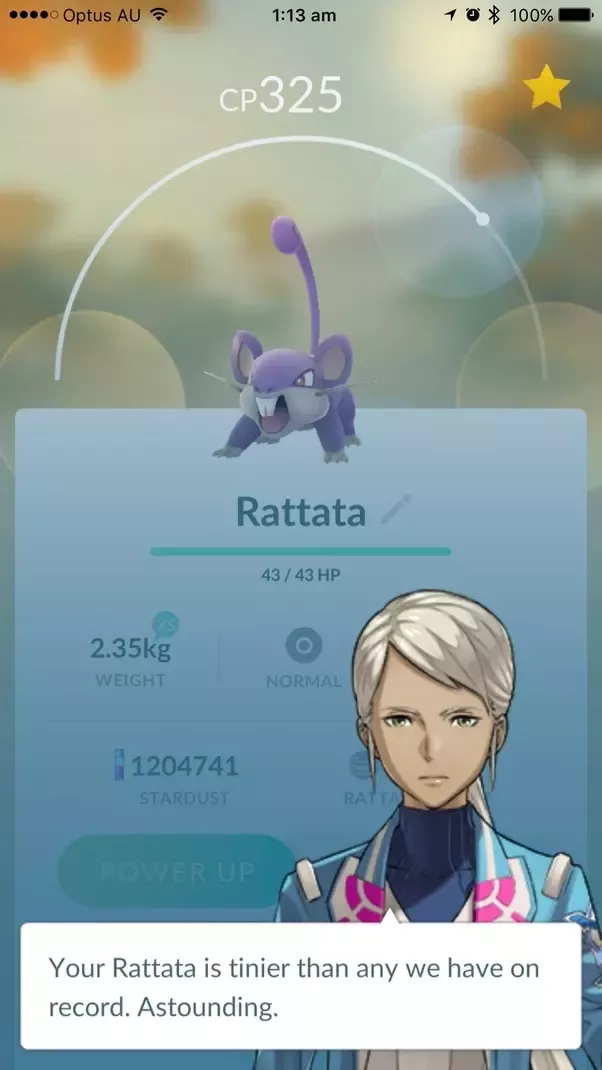 Optus AU 1:13 am 100%
CP325
Rattata
43 / 43 HP
XS
2.35kg
WEIGHT NORMAL
1204741
STARDUST RATTA
POWER UP
Your Rattata is tinier than any we have on
record. Astounding.